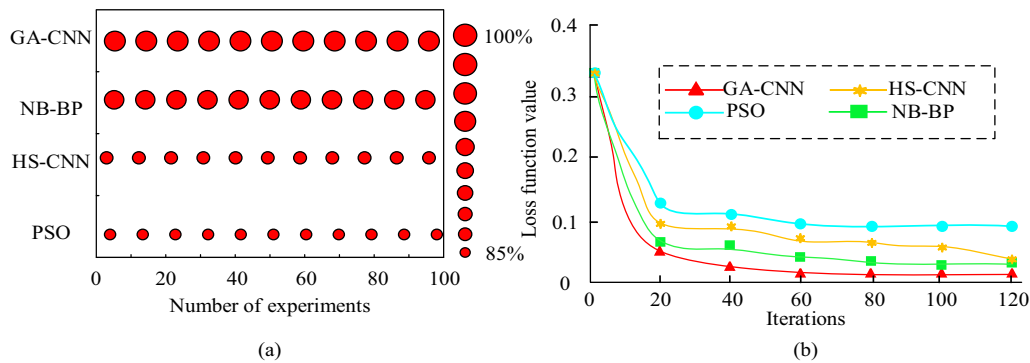 GA-CNN
NB-BP
HS-CNN
PSO
0 20 40 60 80 100
Number of experiments
100%
85%
(a)
0.4
0.3
0.2
0.1
0
Loss function value
GA-CNN HS-CNN
PSO NB-BP
0 20 40 60 80 100 120
Iterations
(b)